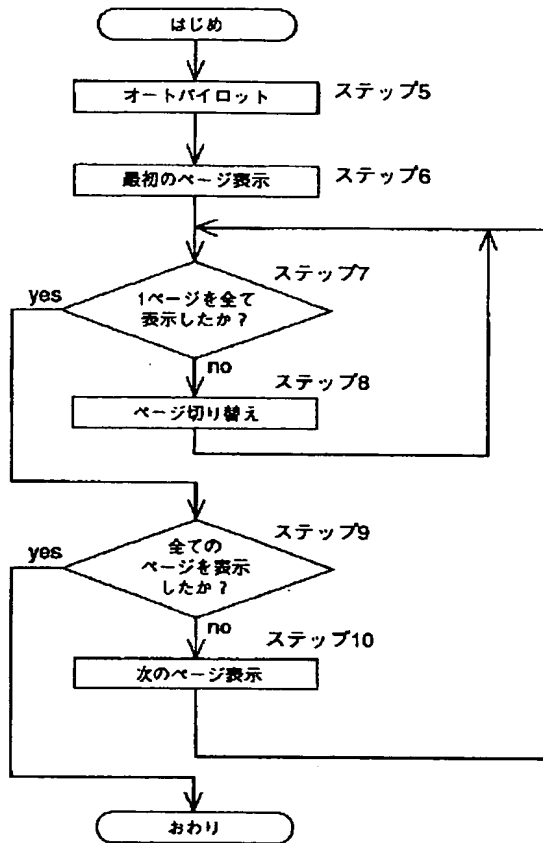 はじめ
オートパイロット
ステップ5
最初のページ表示
ステップ6
ステップ7
yes
1ページを全て
表示したか?
no
ステップ8
ページ切り替え
ステップ9
yes
全ての
ページを表示
したか?
no
ステップ10
次のページ表示
おわり